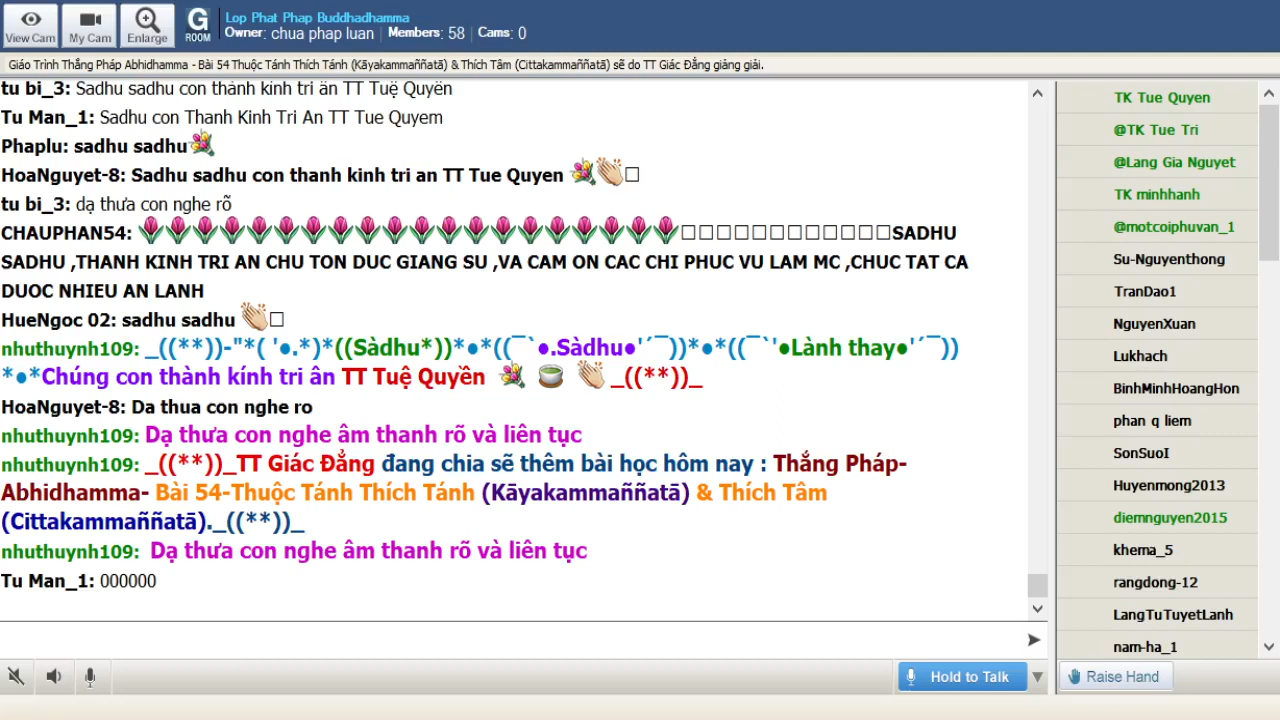 View Cam
My Cam
Enlarge
G
ROOM
Lop Phat Phap Buddhadhamma
Owner: chua phap luan | Members: 58 | Cams: 0
Giáo Trình Thắng Pháp Abhidhamma - Bài 54 Thuộc Tánh Thích Tánh (Kāyakammaññatā) & Thích Tâm (Cittakammaññatā) sẽ do TT Giác Đẳng giảng giải.
tu bi_3: Sadhu sadhu con thành kính tri ân TT Tuệ Quyền
Tu Man_1: Sadhu con Thanh Kinh Tri An TT Tue Quyem
Phaplu: sadhu sadhu
HoaNguyet-8: Sadhu sadhu con thanh kinh tri an TT Tue Quyen
tu bi_3: dạ thưa con nghe rõ
CHAUPHAN54: SADHU
SADHU ,THANH KINH TRI AN CHU TON DUC GIANG SU ,VA CAM ON CAC CHI PHUC VU LAM MC ,CHUC TAT CA
DUOC NHIEU AN LANH
HueNgoc 02: sadhu sadhu
nhuthuynh109: _((**))-"*( '●.*)*((Sàdhu*))*●*((¯`●.Sàdhu●'´¯))*●*((¯`'●Lành thay●'´¯))
*●*Chúng con thành kính tri ân TT Tuệ Quyền _((**))_
HoaNguyet-8: Da thua con nghe ro
nhuthuynh109: Dạ thưa con nghe âm thanh rõ và liên tục
nhuthuynh109: _((**))_TT Giác Đẳng đang chia sẽ thêm bài học hôm nay : Thắng Pháp-
Abhidhamma- Bài 54-Thuộc Tánh Thích Tánh (Kāyakammaññatā) & Thích Tâm
(Cittakammaññatā)._((**))_
nhuthuynh109: Dạ thưa con nghe âm thanh rõ và liên tục
Tu Man_1: 000000
TK Tue Quyen
@TK Tue Tri
@Lang Gia Nguyet
TK minhhanh
@motcoiphuvan_1
Su-Nguyenthong
TranDao1
NguyenXuan
Lukhach
BinhMinhHoangHon
phan q liem
SonSuoI
Huyenmong2013
diemnguyen2015
khema_5
rangdong-12
LangTuTuyetLanh
nam-ha_1
Hold to Talk
Raise Hand